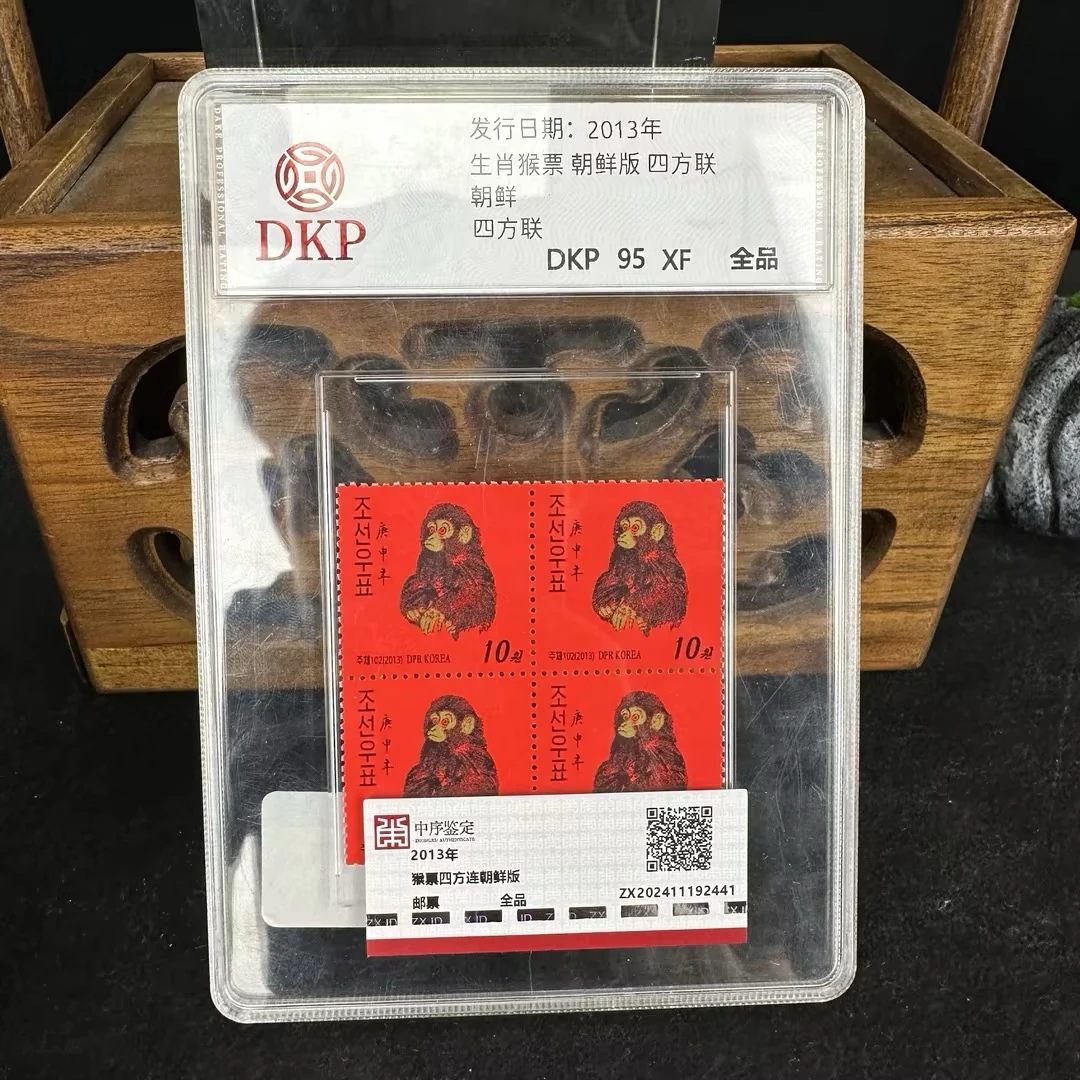 发行日期：2013年
生肖猴票 朝鲜版 四方联
朝鲜
四方联
DKP
DKP 95 XF 全品
조선우표
庚申年
주체102(2013) DPR KOREA
10원
조선우표
庚申年
주체102(2013) DPR KOREA
10원
조선우표
庚申年
조선우표
庚申年
中序鉴定
2013年
猴票四方连朝鲜版
邮票 全品
ZX202411192441